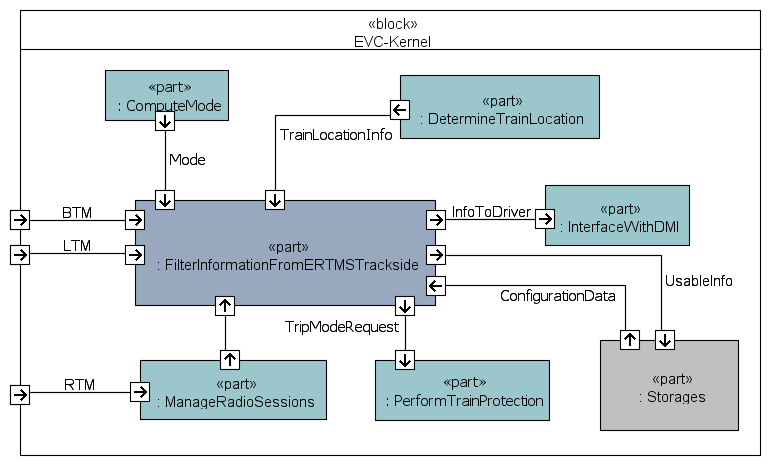 «block»
EVC-Kernel
«part»
: ComputeMode
«part»
: DetermineTrainLocation
TrainLocationInfo
Mode
BTM
LTM
«part»
: FilterInformationFromERTMSTrackside
InfoToDriver
«part»
: InterfaceWithDMI
UsableInfo
ConfigurationData
TripModeRequest
RTM
«part»
: ManageRadioSessions
«part»
: PerformTrainProtection
«part»
: Storages